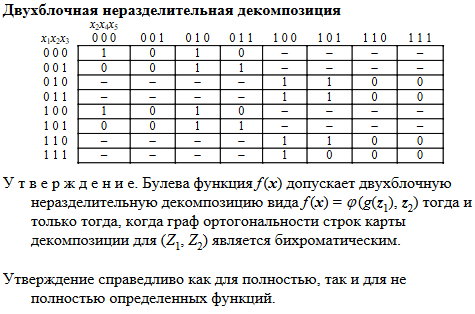 Двухблочная неразделительная декомпозиция
x2x4x5
x1x2x3 0 0 0 0 0 1 0 1 0 0 1 1 1 0 0 1 0 1 1 1 0 1 1 1
0 0 0 1 0 1 0 – – – –
0 0 1 0 0 1 1 – – – –
0 1 0 – – – – 1 1 0 0
0 1 1 – – – – 1 1 0 0
1 0 0 1 0 1 0 – – – –
1 0 1 0 0 1 1 – – – –
1 1 0 – – – – 1 1 0 0
1 1 1 – – – – 1 0 0 0
У т в е р ж д е н и е. Булева функция f(x) допускает двухблочную
неразделительную декомпозицию вида f(x) = φ(g(z1), z2) тогда и
только тогда, когда граф ортогональности строк карты
декомпозиции для (Z1, Z2) является бихроматическим.
Утверждение справедливо как для полностью, так и для не
полностью определенных функций.